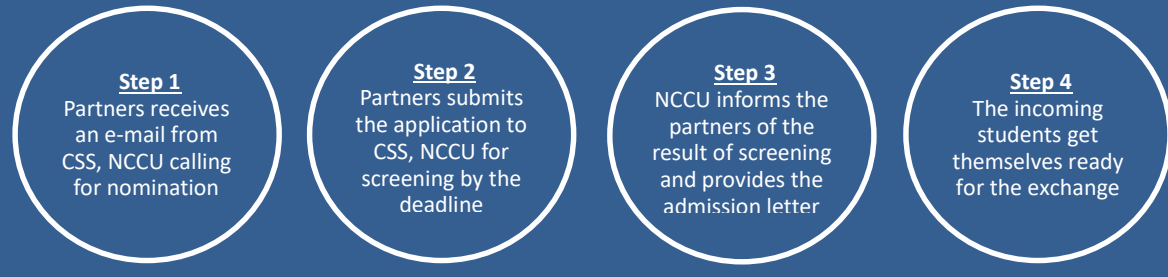 Step 1
Partners receives
an e-mail from
CSS, NCCU calling
for nomination
Step 2
Partners submits
the application to
CSS, NCCU for
screening by the
deadline
Step 3
NCCU informs the
partners of the
result of screening
and provides the
admission letter
Step 4
The incoming
students get
themselves ready
for the exchange